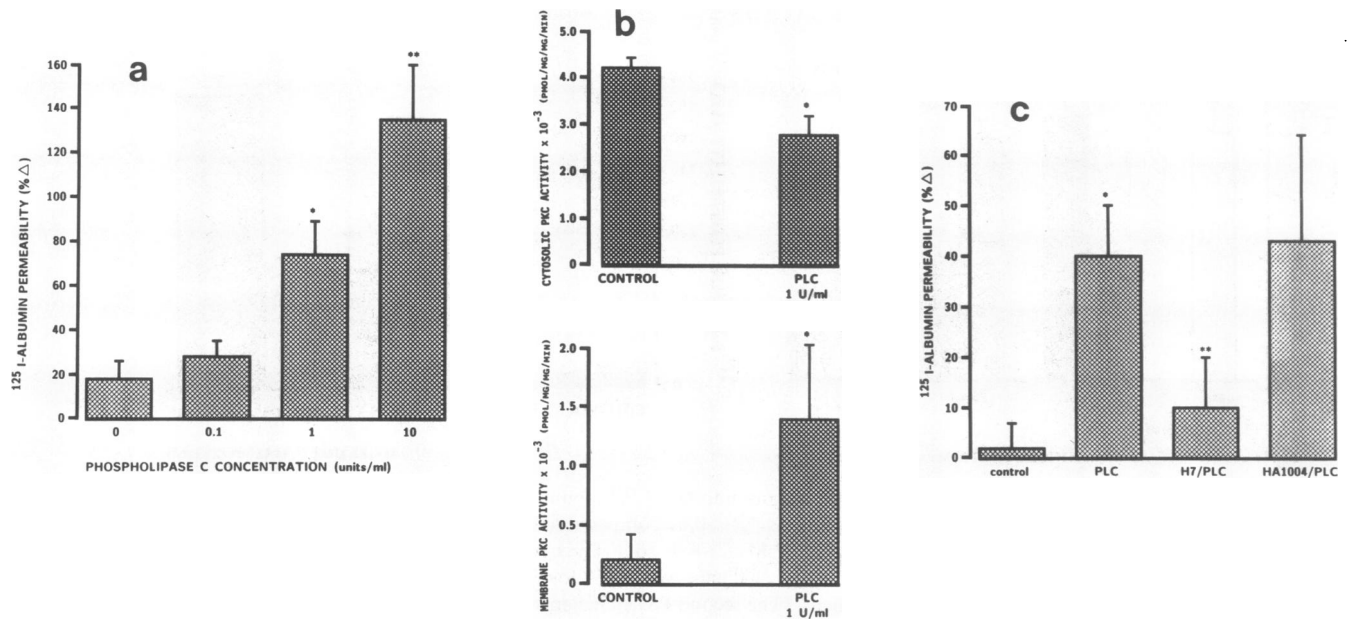 a
**
*
160
140
120
100
80
60
40
20
0
125 I-ALBUMIN PERMEABILITY (% △)
0 0.1 1 10
PHOSPHOLIPASE C CONCENTRATION (units/ml)
b
*
5.0
4.0
3.0
2.0
1.0
0
CYTOSOLIC PKC ACTIVITY x 10-3 (PMOL/MG/MG/MIN)
CONTROL PLC
1 U/ml
*
2.0
1.5
1.0
0.5
0
MEMBRANE PKC ACTIVITY x 10-3 (PMOL/MG/MG/MIN)
CONTROL PLC
1 U/ml
c
*
**
70
60
50
40
30
20
10
0
125 I-ALBUMIN PERMEABILITY (% △)
control PLC H7/PLC HA1004/PLC